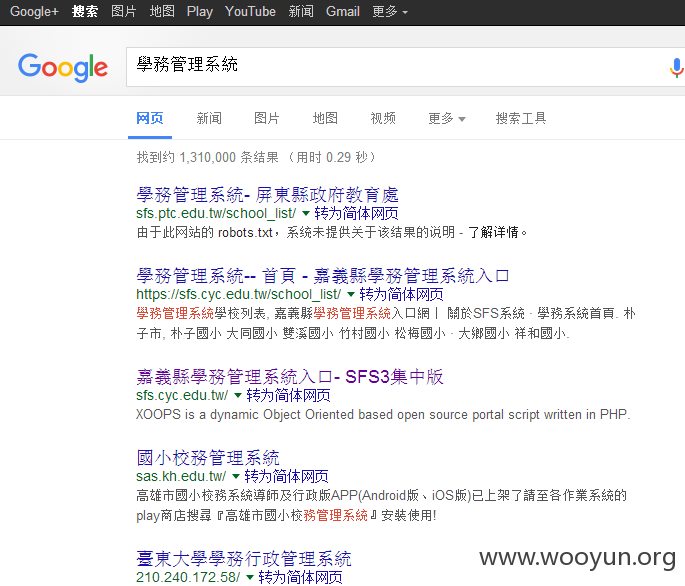 Google+ 搜索 图片 地图 Play YouTube 新闻 Gmail 更多
Google 學務管理系統
网页 新闻 图片 地图 视频 更多 搜索工具
找到约 1,310,000 条结果 （用时 0.29 秒）
學務管理系統- 屏東縣政府教育處
sfs.ptc.edu.tw/school_list/ 转为简体网页
由于此网站的 robots.txt，系统未提供关于该结果的说明 - 了解详情。
學務管理系統-- 首頁 - 嘉義縣學務管理系統入口
https://sfs.cyc.edu.tw/school_list/ 转为简体网页
學務管理系統學校列表, 嘉義縣學務管理系統入口網｜ 關於SFS系統 · 學務系統首頁. 朴
子市, 朴子國小 大同國小 雙溪國小 竹村國小 松梅國小 · 大鄉國小 祥和國小.
嘉義縣學務管理系統入口- SFS3集中版
sfs.cyc.edu.tw/ 转为简体网页
XOOPS is a dynamic Object Oriented based open source portal script written in PHP.
國小校務管理系統
sas.kh.edu.tw/ 转为简体网页
高雄市國小校務系統導師及行政版APP(Android版、iOS版)已上架了請至各作業系統的
play商店搜尋『高雄市國小校務管理系統』安裝使用!
臺東大學學務行政管理系統
210.240.172.58/ 转为简体网页
www.wooyun.org